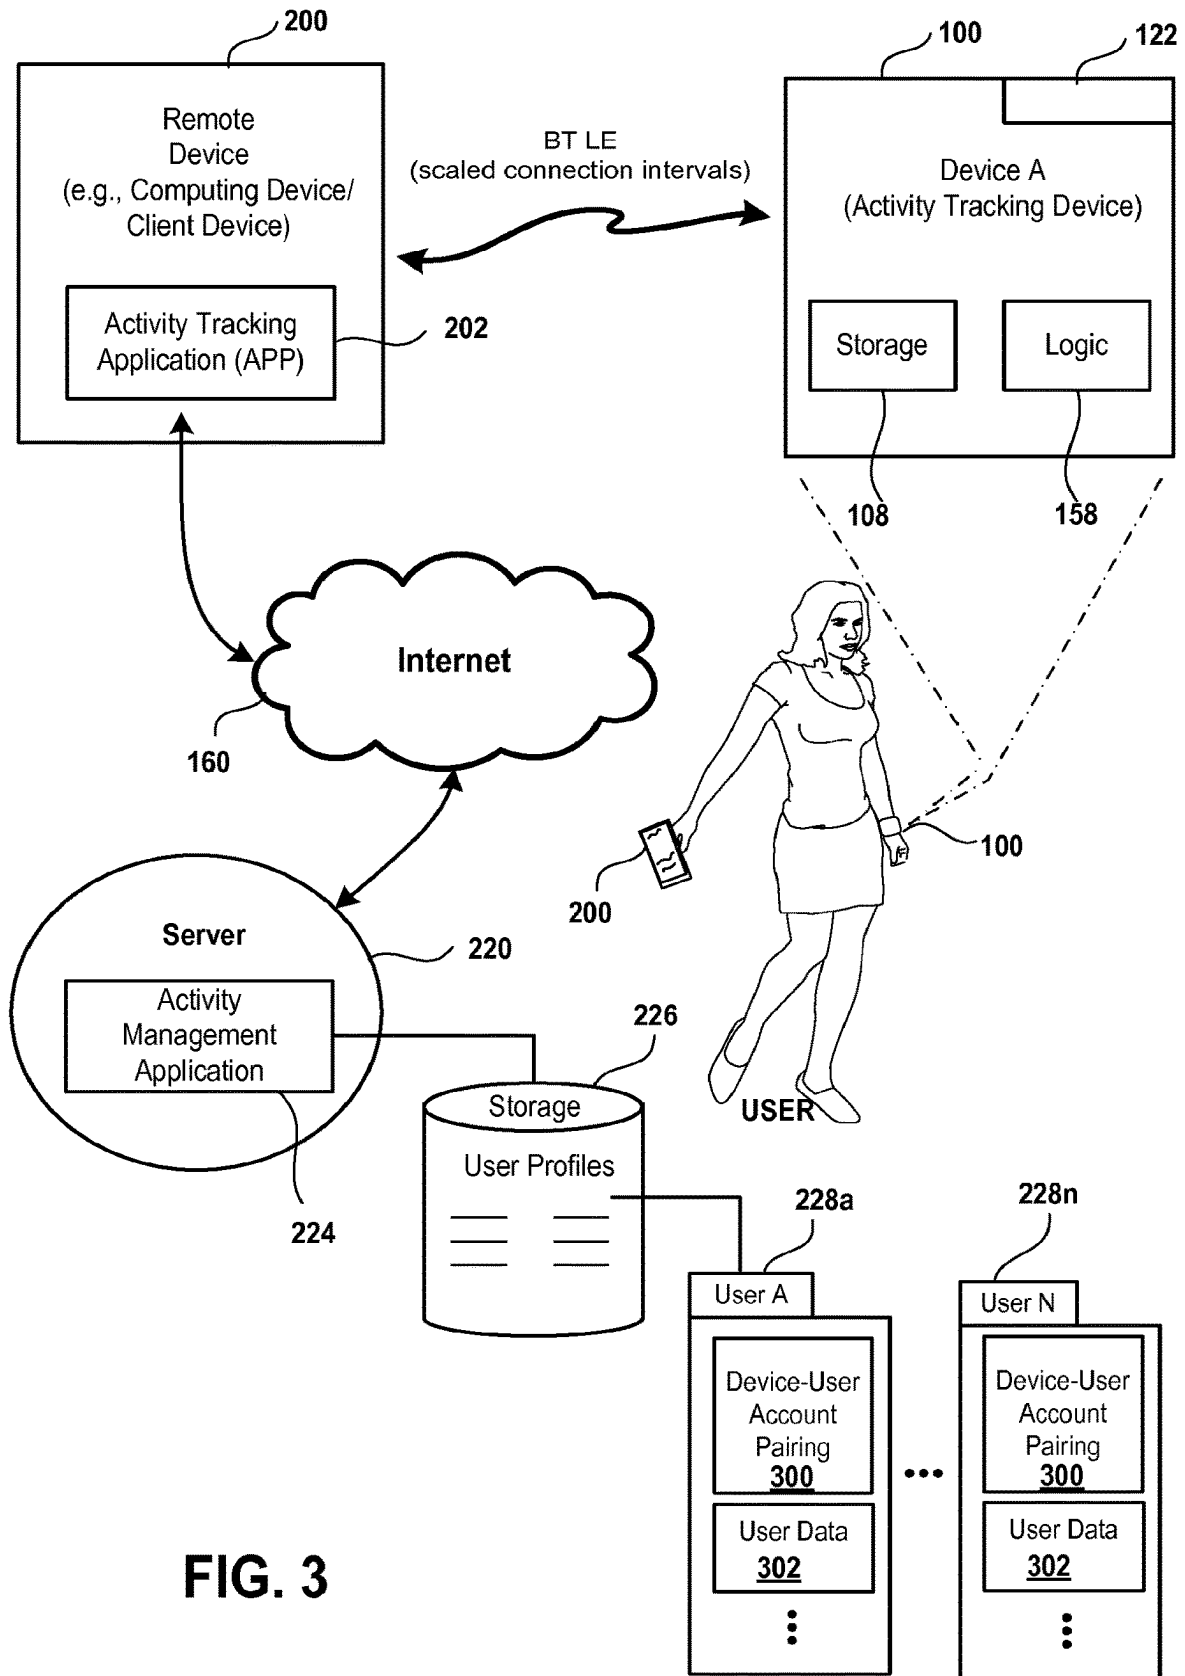 200
Remote
Device
(e.g., Computing Device/
Client Device)
Activity Tracking
Application (APP)
202
BT LE
(scaled connection intervals)
100
122
Device A
(Activity Tracking Device)
Storage
Logic
108
158
Internet
160
100
200
USER
Server
220
Activity
Management
Application
224
226
Storage
User Profiles
228a
228n
User A
Device-User
Account
Pairing
300
User Data
302
...
User N
Device-User
Account
Pairing
300
User Data
302
FIG. 3